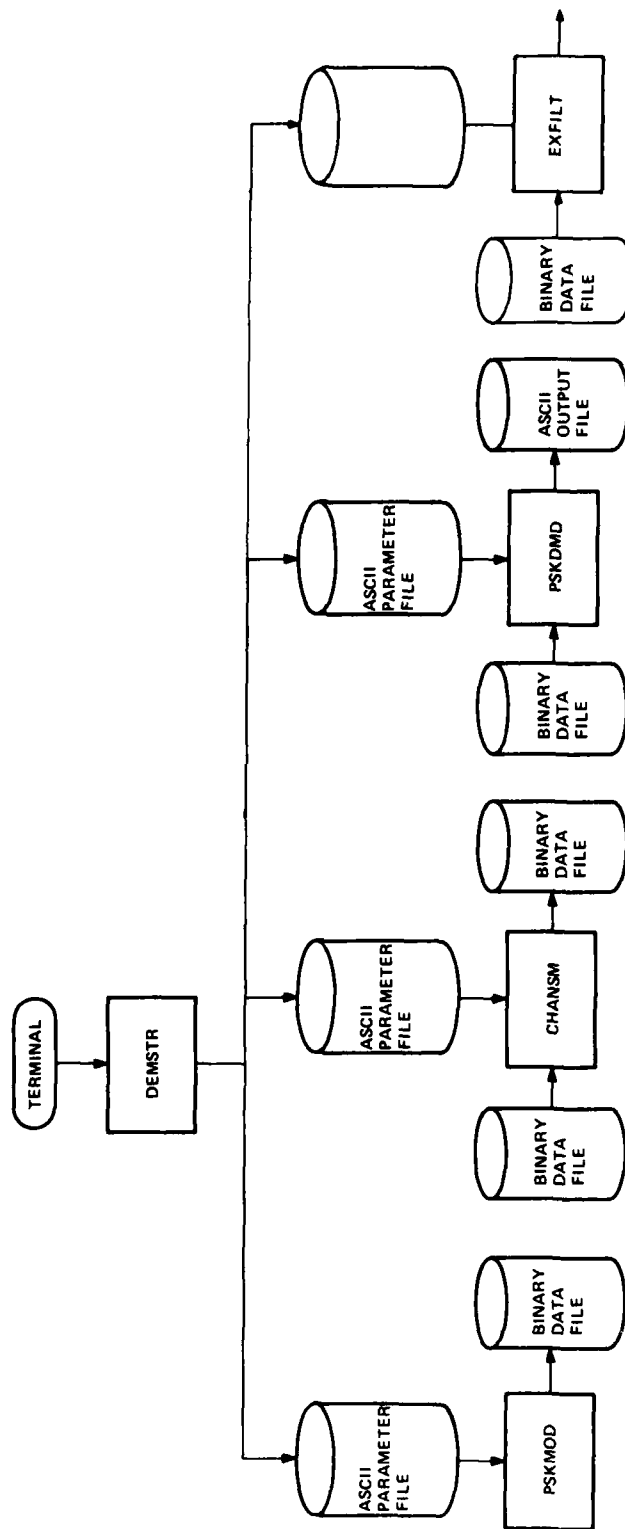 TERMINAL
DEMSTR
ASCII
PARAMETER
FILE
ASCII
PARAMETER
FILE
ASCII
PARAMETER
FILE
PSKMOD
BINARY
DATA
FILE
BINARY
DATA
FILE
CHANSM
BINARY
DATA
FILE
BINARY
DATA
FILE
PSKDMD
ASCII
OUTPUT
FILE
BINARY
DATA
FILE
EXFILT